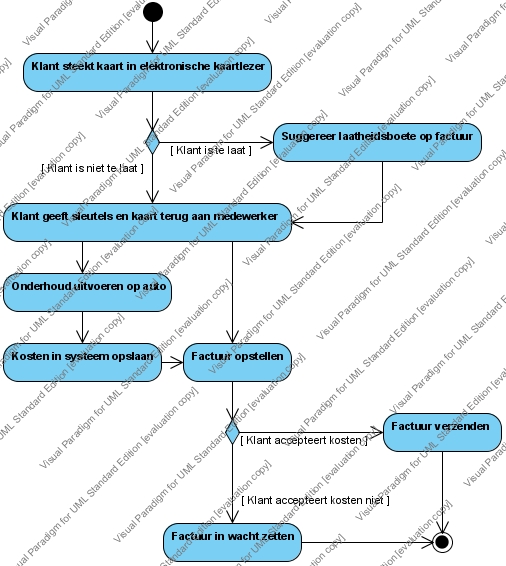 Klant steekt kaart in elektronische kaartlezer
[ Klant is te laat ]
Suggereer laatheidsboete op factuur
[ Klant is niet te laat ]
Klant geeft sleutels en kaart terug aan medewerker
Onderhoud uitvoeren op auto
Kosten in systeem opslaan
Factuur opstellen
[ Klant accepteert kosten ]
Factuur verzenden
[ Klant accepteert kosten niet ]
Factuur in wacht zetten
Visual Paradigm for UML Standard Edition [evaluation copy]